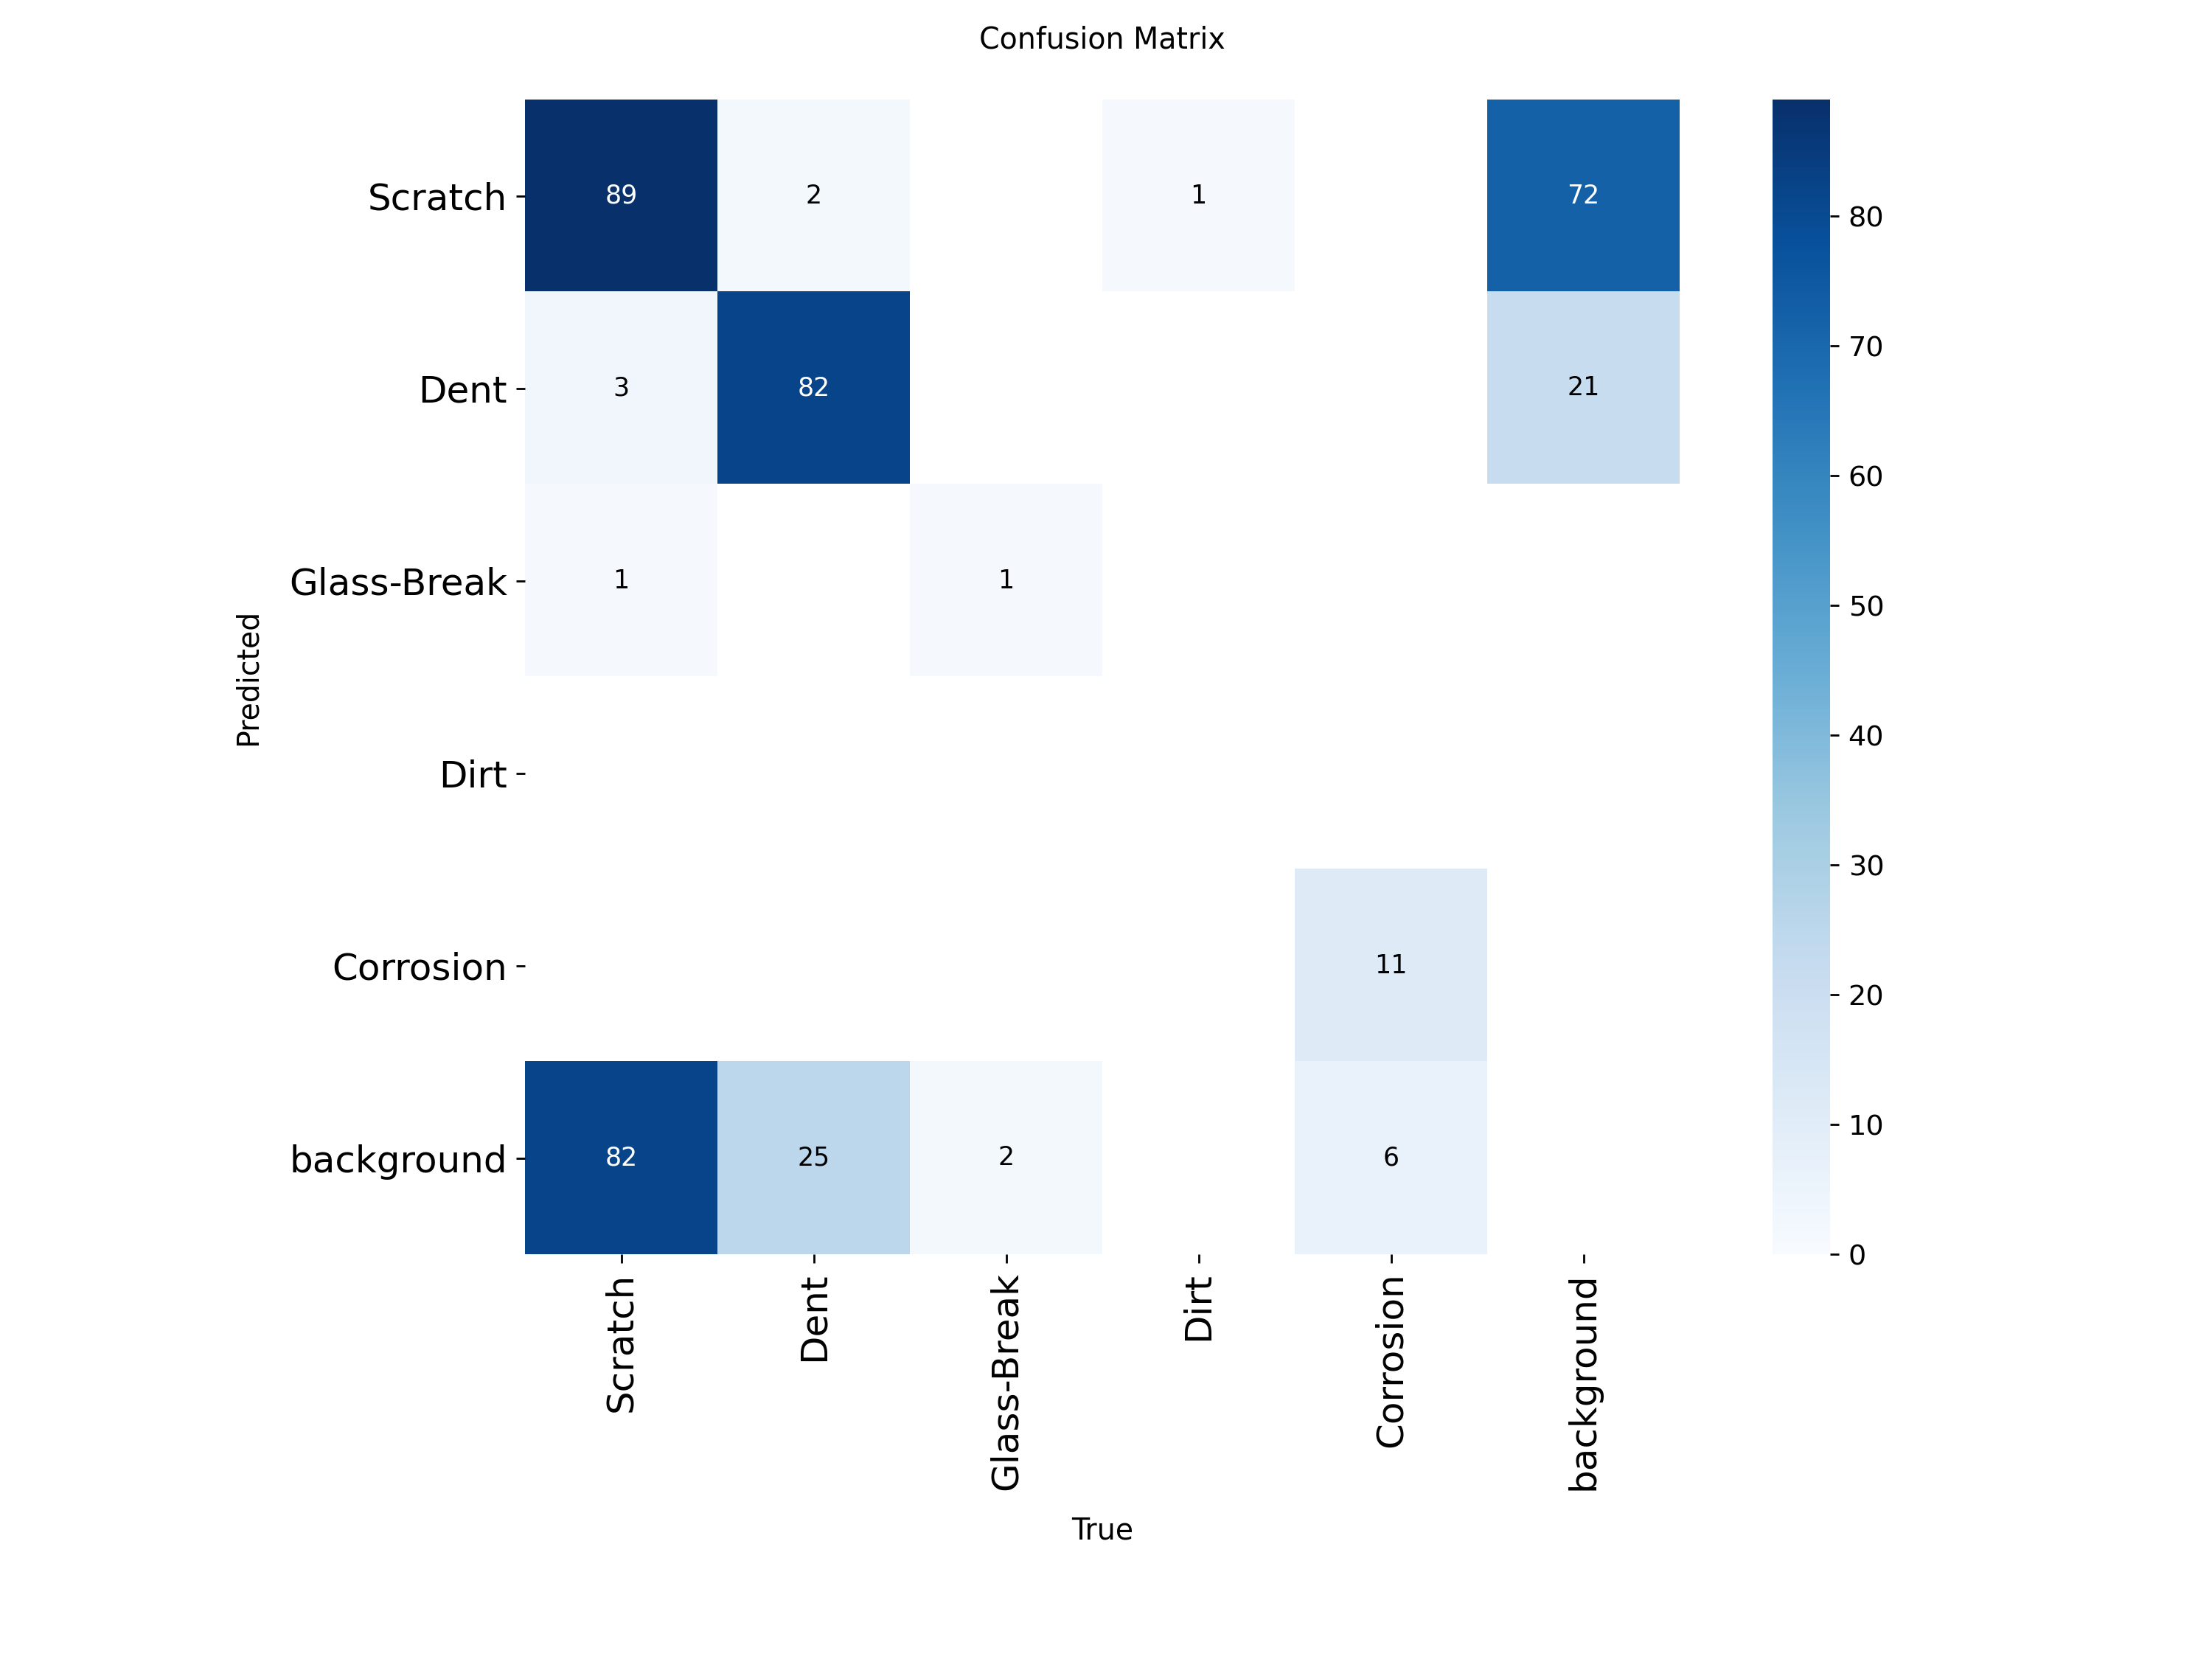 Confusion Matrix
Scratch
89
2
1
72
80
70
Dent
3
82
21
60
Glass-Break
1
1
50
Predicted
40
Dirt
30
Corrosion
11
20
10
background
82
25
2
6
0
Scratch
Dent
Glass-Break
Dirt
Corrosion
background
True